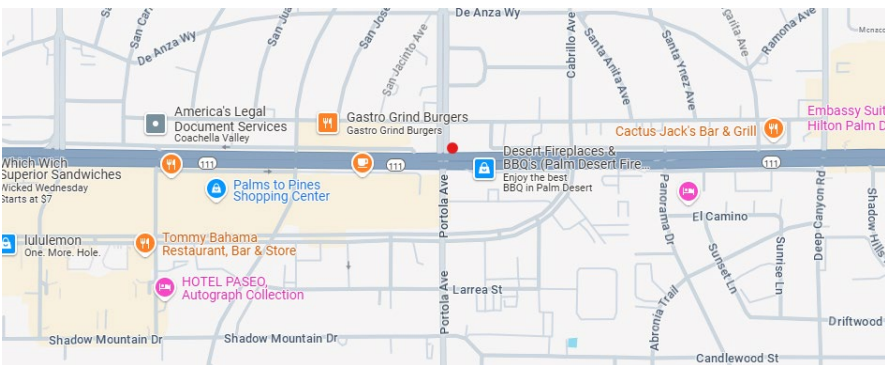 De Anza Wy
San Jacinto Ave
De Anza Wy
Cabrillo Ave
Santa Anita Ave
Santa Ynez Ave
Ramona Ave
America's Legal
Document Services
Coachella Valley
Gastro Grind Burgers
Gastro Grind Burgers
Cactus Jack's Bar & Grill
Embassy Suit
Hilton Palm D
Which Wich
Superior Sandwiches
Wicked Wednesday
Starts at $7
111
111
111
Desert Fireplaces &
BBQ's (Palm Desert Fire
Enjoy the best
BBQ in Palm Desert
Palms to Pines
Shopping Center
Portola Ave
Panorama Dr
El Camino
Deep Canyon Rd
Shadow Hills
lululemon
One. More. Hole.
Tommy Bahama
Restaurant, Bar & Store
Sunset Ln
Sunrise Ln
HOTEL PASEO,
Autograph Collection
Larrea St
Portola Ave
Abronia Trail
Driftwood
Shadow Mountain Dr
Shadow Mountain Dr
Candlewood St